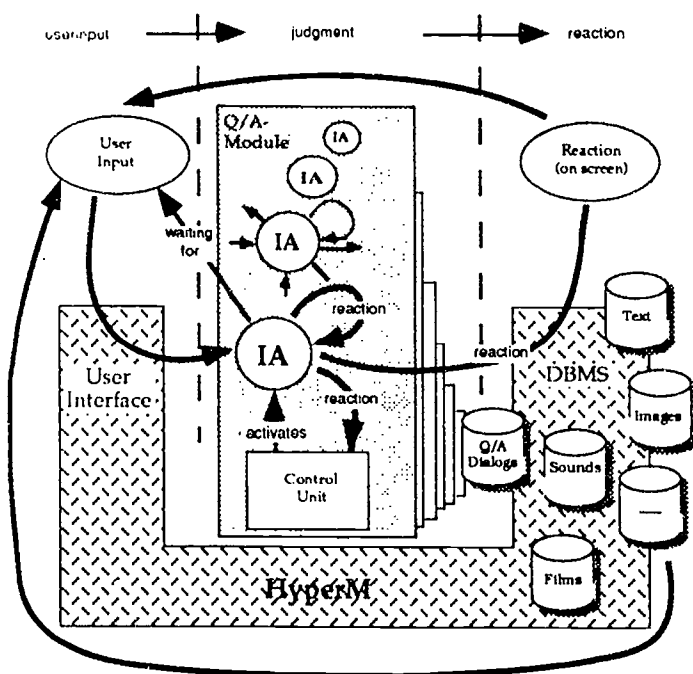 userinput
judgment
reaction
Q/A-
Module
IA
IA
IA
IA
User
Input
Reaction
(on screen)
waiting
for
reaction
reaction
reaction
activates
Control
Unit
User
Interface
DBMS
Text
Images
Q/A
Dialogs
Sounds
Films
HyperM